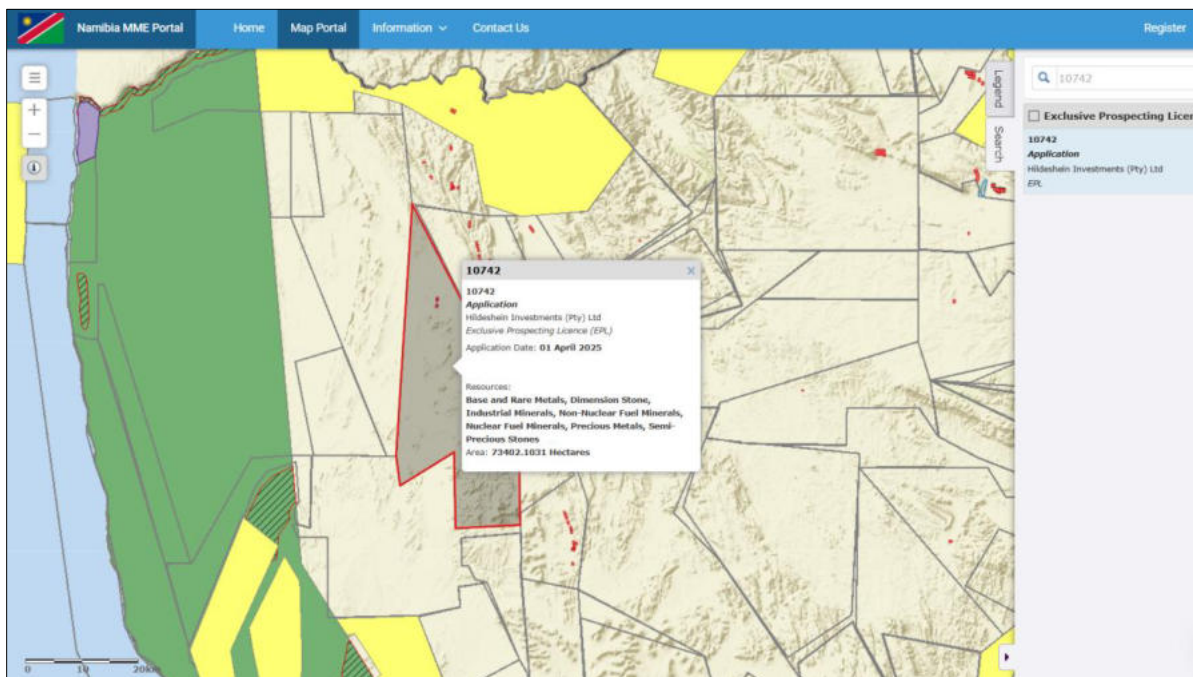 Namibia MME Portal Home Map Portal Information Contact Us Register
10742
Legend
Search
Exclusive Prospecting Licen
10742
Application
Hildeshein Investments (Pty) Ltd
EPL
10742
10742
Application
Hildeshein Investments (Pty) Ltd
Exclusive Prospecting Licence (EPL)
Application Date: 01 April 2025
Resources:
Base and Rare Metals, Dimension Stone,
Industrial Minerals, Non-Nuclear Fuel Minerals,
Nuclear Fuel Minerals, Precious Metals, Semi-
Precious Stones
Area: 73402.1031 Hectares
0 10 20km